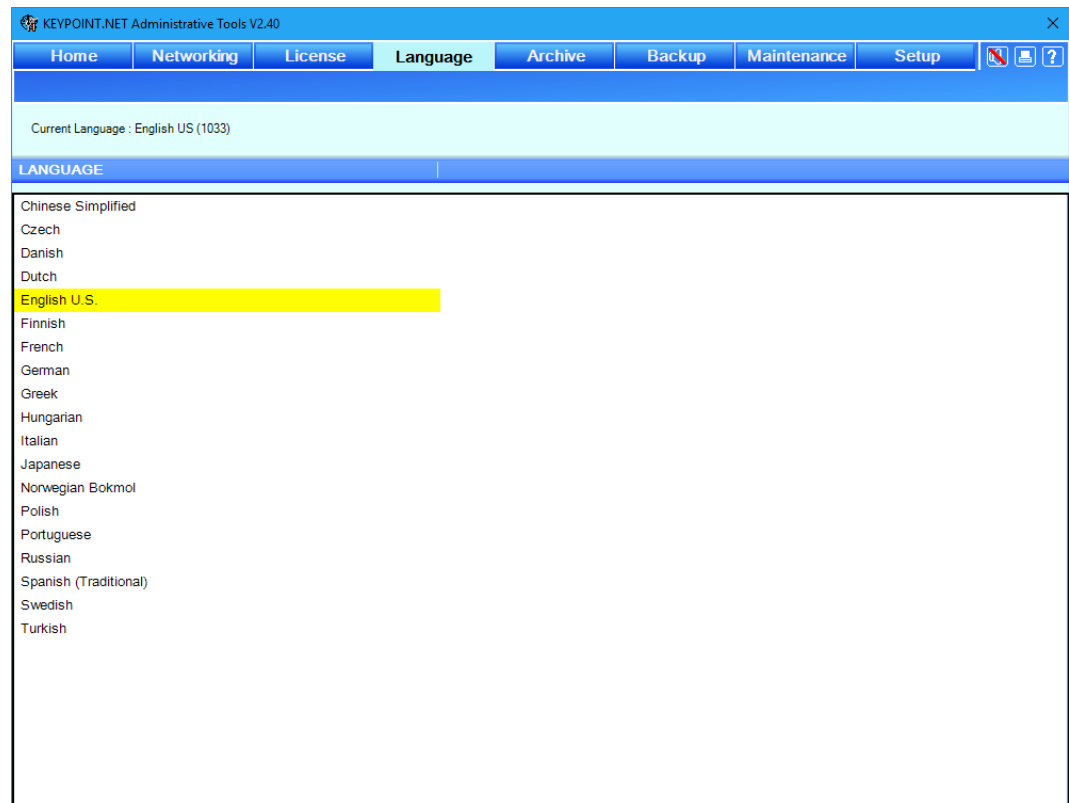 KEYPOINT.NET Administrative Tools V2.40
Home Networking License Language Archive Backup Maintenance Setup ?
Current Language : English US (1033)
LANGUAGE
Chinese Simplified
Czech
Danish
Dutch
English U.S.
Finnish
French
German
Greek
Hungarian
Italian
Japanese
Norwegian Bokmol
Polish
Portuguese
Russian
Spanish (Traditional)
Swedish
Turkish